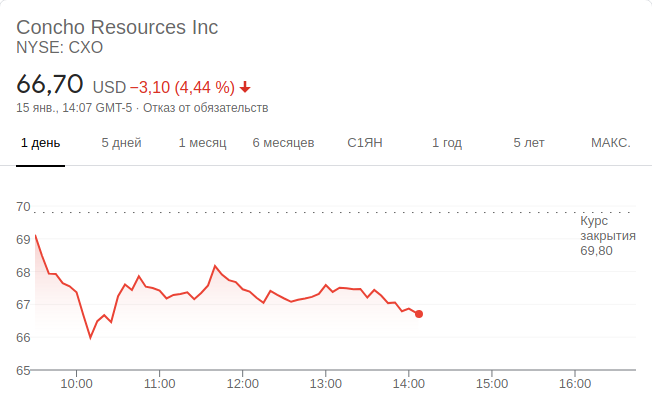 Concho Resources Inc
NYSE: CXO
66,70 USD −3,10 (4,44 %)
15 янв., 14:07 GMT-5 · Отказ от обязательств
1 день 5 дней 1 месяц 6 месяцев С1ЯН 1 год 5 лет МАКС.
70
Курс
закрытия
69,80
69
68
67
66
65
10:00 11:00 12:00 13:00 14:00 15:00 16:00